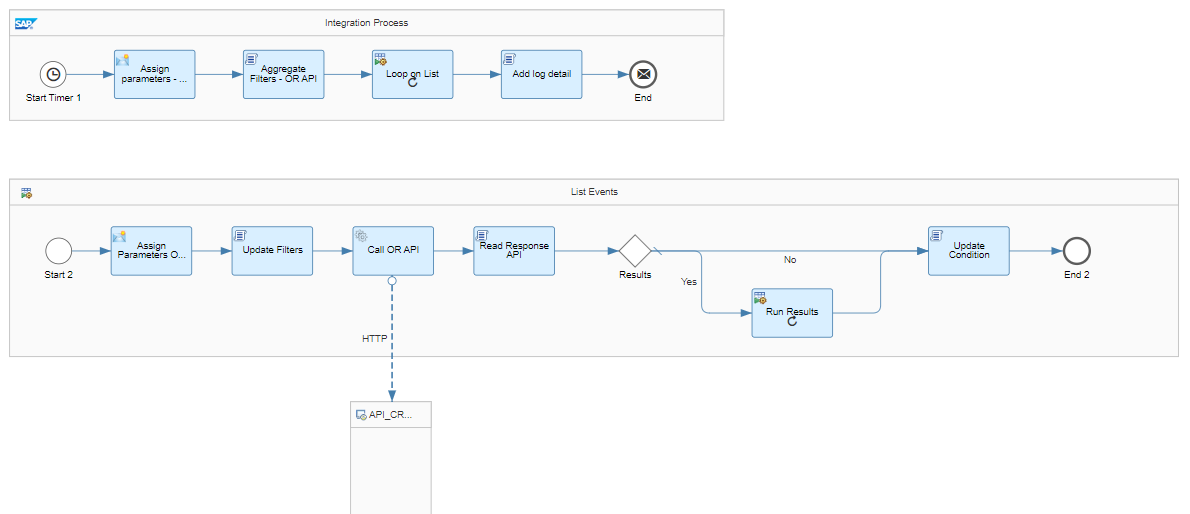 SAP
Integration Process
Start Timer 1
Assign
parameters - ...
Aggregate
Filters - OR API
Loop on List
Add log detail
End
List Events
Start 2
Assign
Parameters O...
Update Filters
Call OR API
Read Response
API
Results
No
Yes
Run Results
Update
Condition
End 2
HTTP
API_CR...